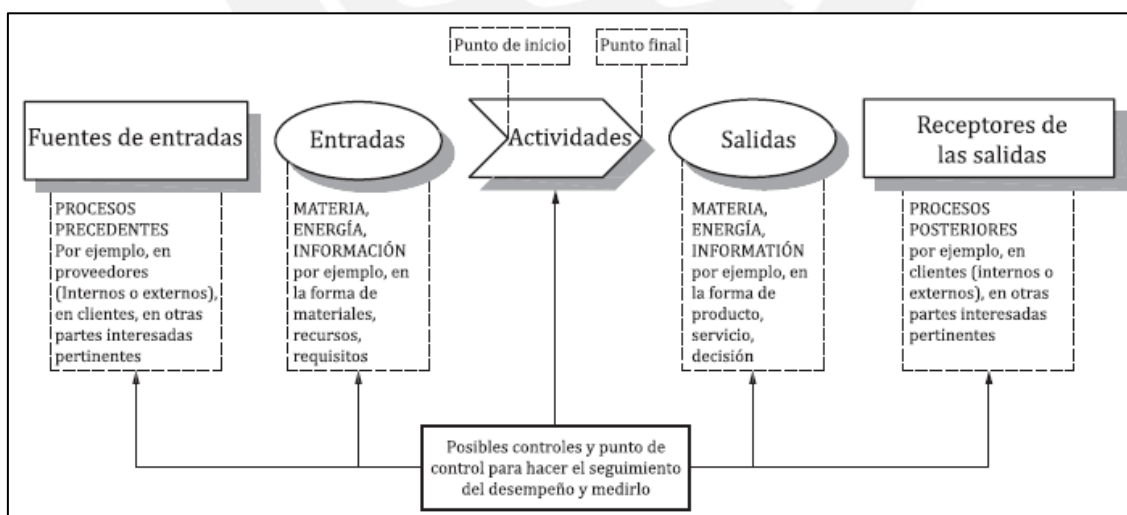 Punto de inicio
Punto final
Fuentes de entradas
Entradas
Actividades
Salidas
Receptores de
las salidas
PROCESOS
PRECEDENTES
Por ejemplo, en
proveedores
(Internos o externos),
en clientes, en otras
partes interesadas
pertinentes
MATERIA,
ENERGÍA,
INFORMACIÓN
por ejemplo, en
la forma de
materiales,
recursos,
requisitos
MATERIA,
ENERGÍA,
INFORMATIÓN
por ejemplo, en
la forma de
producto,
servicio,
decisión
PROCESOS
POSTERIORES
por ejemplo, en
clientes (internos o
externos), en otras
partes interesadas
pertinentes
Posibles controles y punto de
control para hacer el seguimiento
del desempeño y medirlo